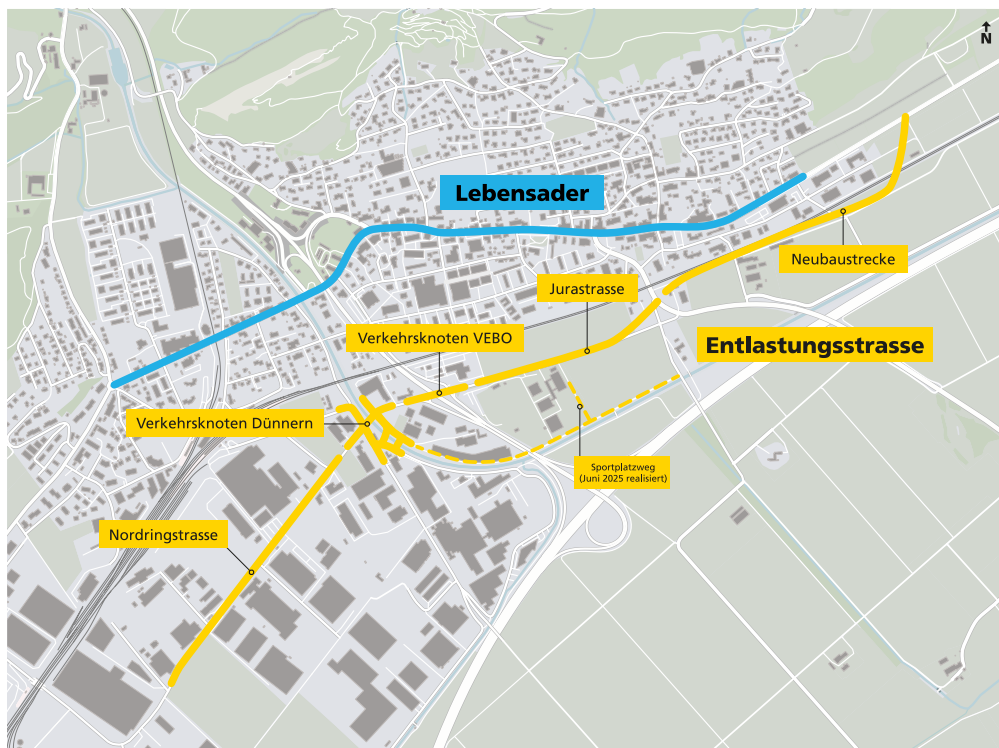 N
Lebensader
Neubaustrecke
Jurastrasse
Verkehrsknoten VEBO
Entlastungsstrasse
Verkehrsknoten Dünnern
Sportplatzweg
(Juni 2025 realisiert)
Nordringstrasse